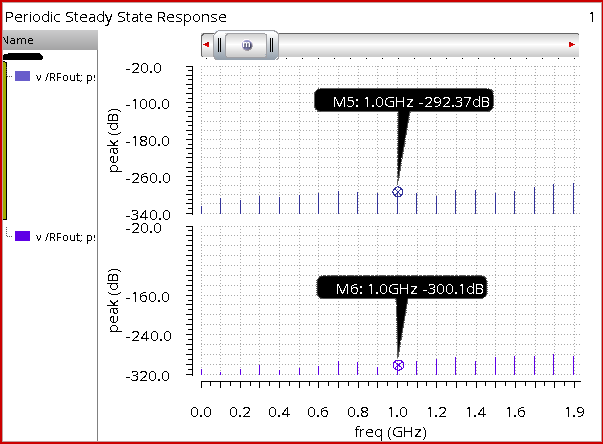 Periodic Steady State Response
1
Name
v /RFout; ps
v /RFout; ps
m
peak (dB)
-20.0
-100.0
-180.0
-260.0
-340.0
M5: 1.0GHz -292.37dB
peak (dB)
-20.0
-160.0
-240.0
-320.0
M6: 1.0GHz -300.1dB
0.0 0.2 0.4 0.6 0.8 1.0 1.2 1.4 1.6 1.9
freq (GHz)